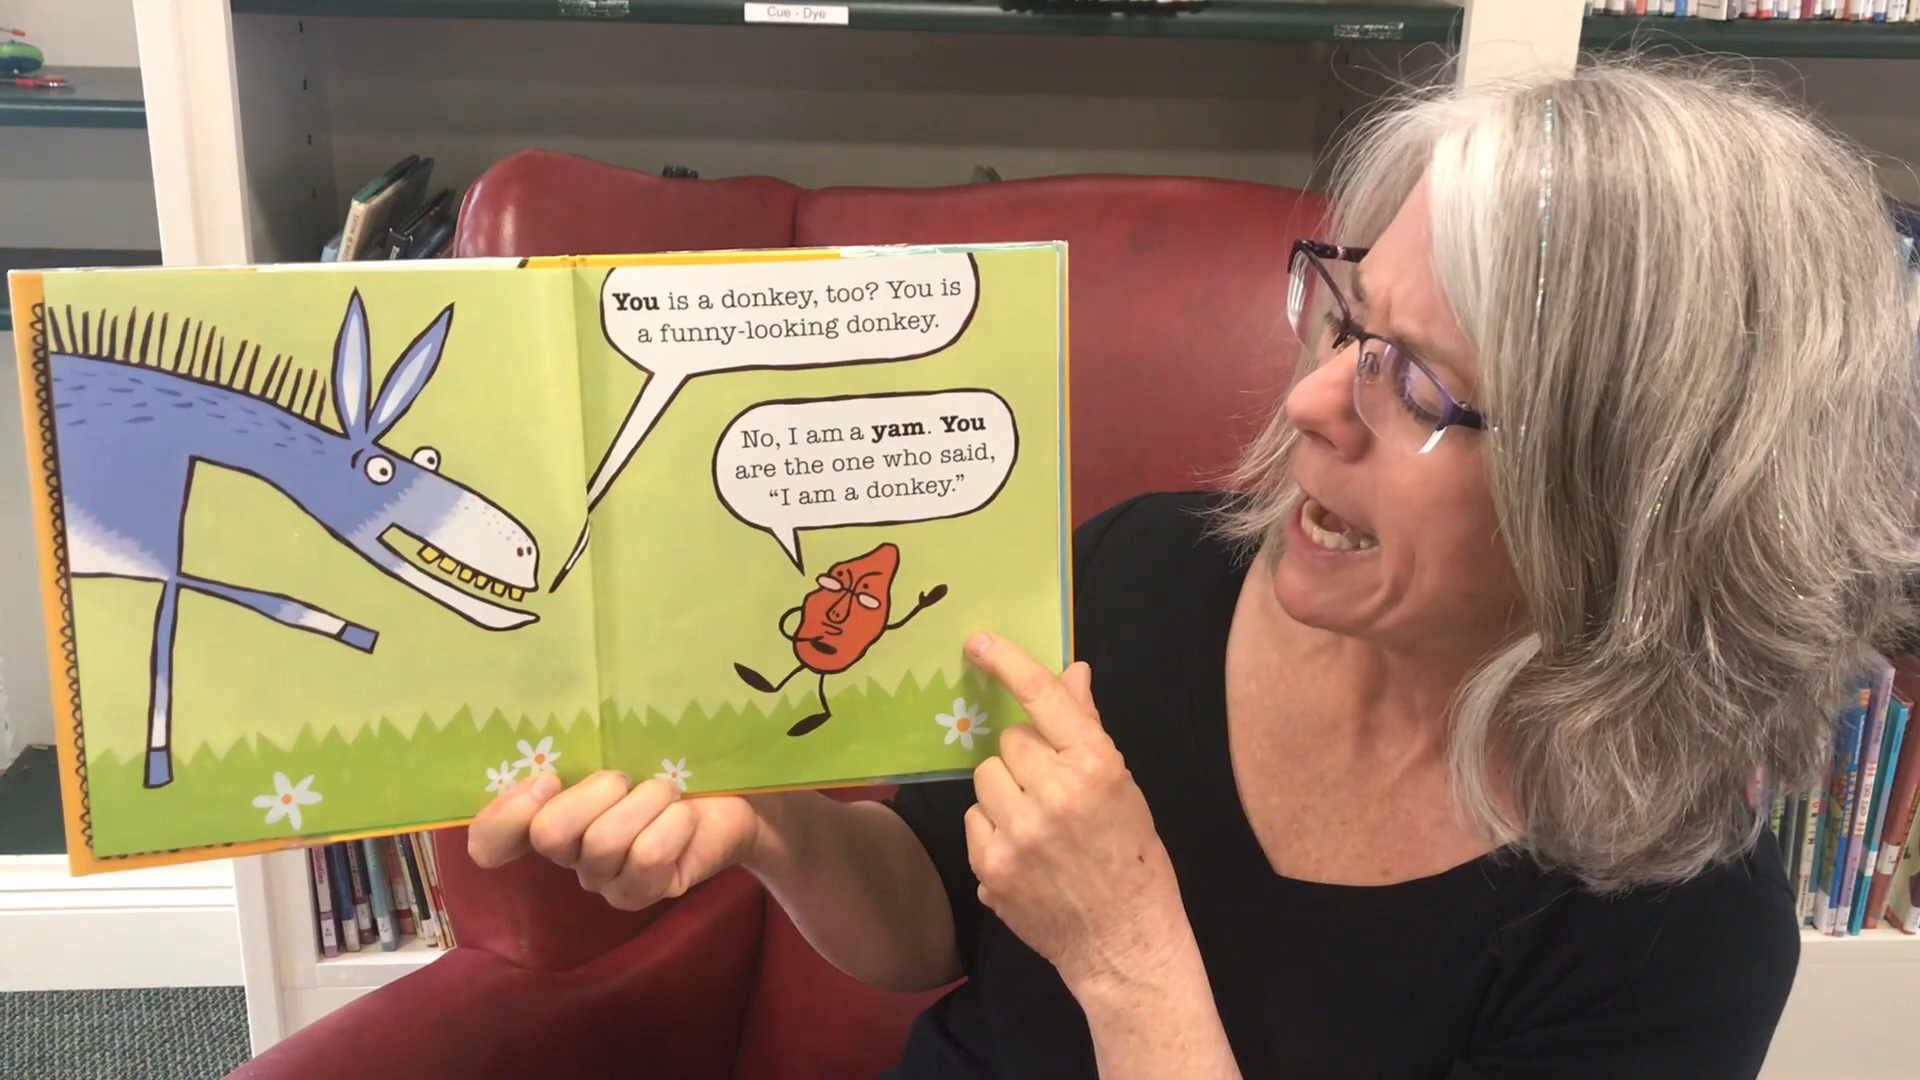 Cue - Dye
You is a donkey, too? You is
a funny-looking donkey.
No, I am a yam. You
are the one who said,
“I am a donkey.”